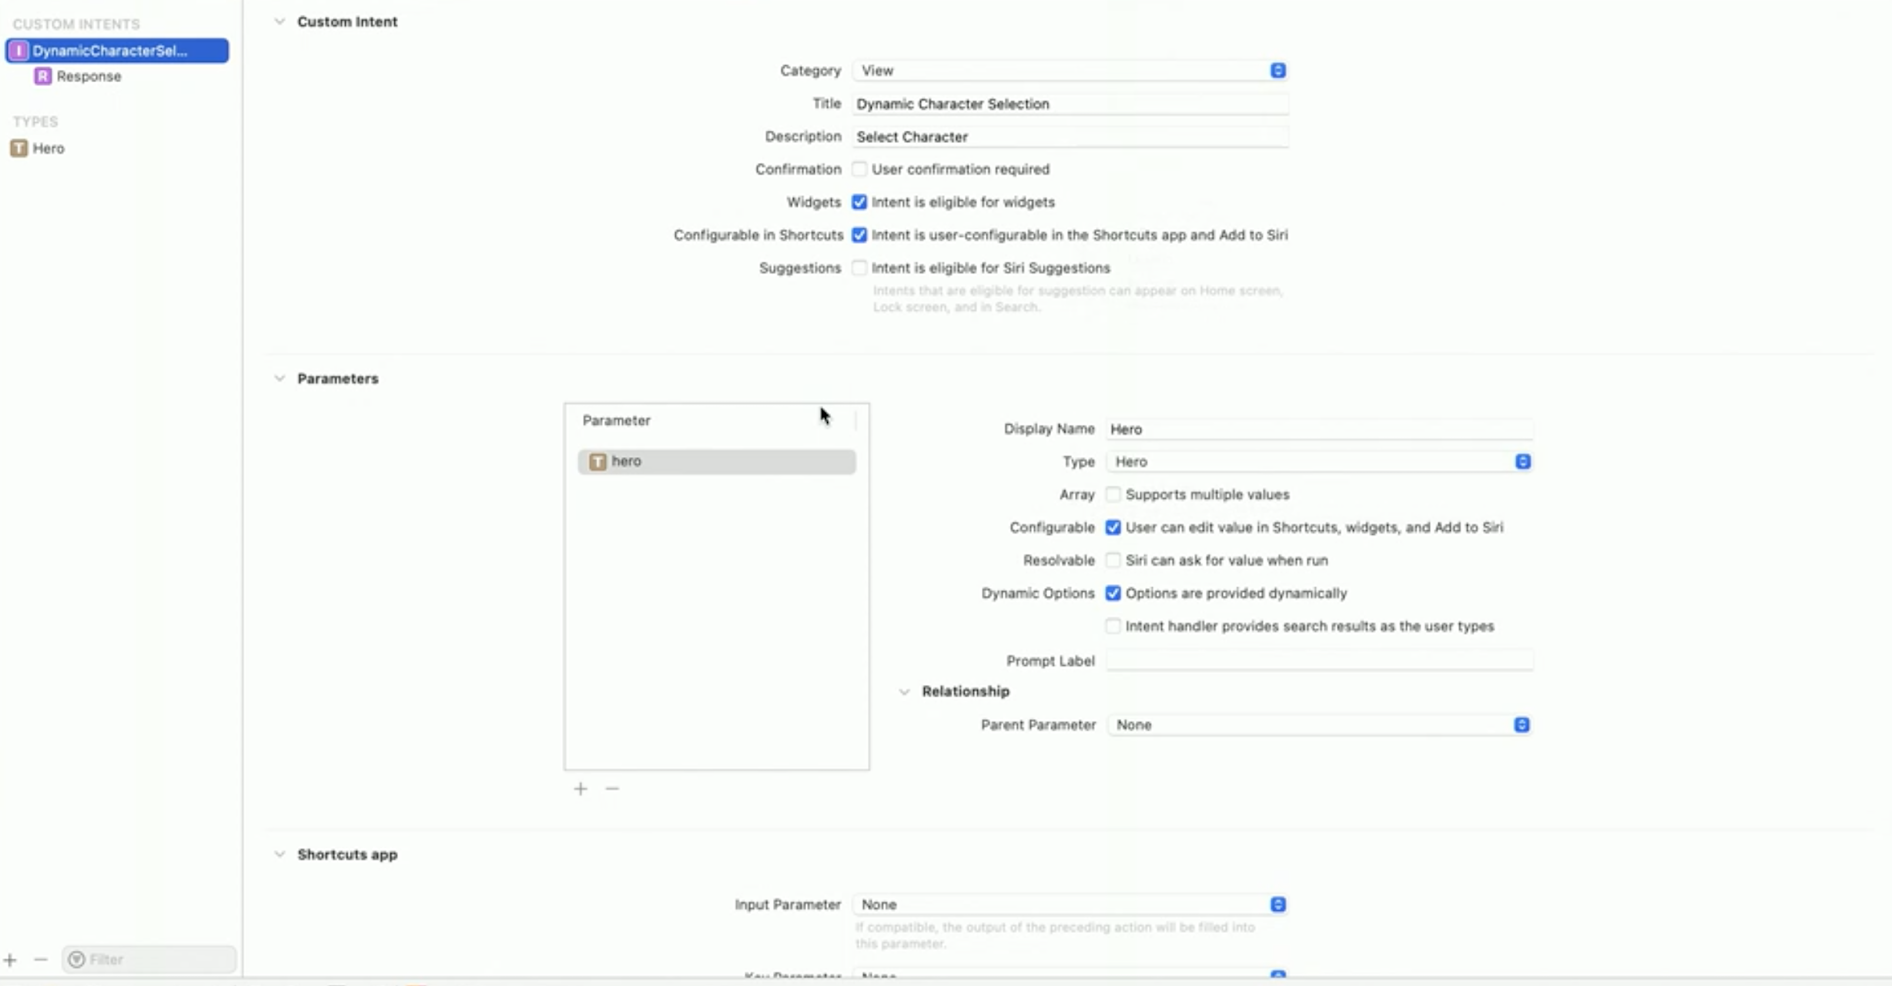 CUSTOM INTENTS
DynamicCharacterSel...
Response
TYPES
Hero
Filter
Custom Intent
Category View
Title Dynamic Character Selection
Description Select Character
Confirmation User confirmation required
Widgets Intent is eligible for widgets
Configurable in Shortcuts Intent is user-configurable in the Shortcuts app and Add to Siri
Suggestions Intent is eligible for Siri Suggestions
Intents that are eligible for suggestion can appear on Home screen,
Lock screen, and in Search.
Parameters
Parameter
hero
Display Name Hero
Type Hero
Array Supports multiple values
Configurable User can edit value in Shortcuts, widgets, and Add to Siri
Resolvable Siri can ask for value when run
Dynamic Options Options are provided dynamically
Intent handler provides search results as the user types
Prompt Label
Relationship
Parent Parameter None
Shortcuts app
Input Parameter None
If compatible, the output of the preceding action will be filled into
this parameter.
Key Parameter None